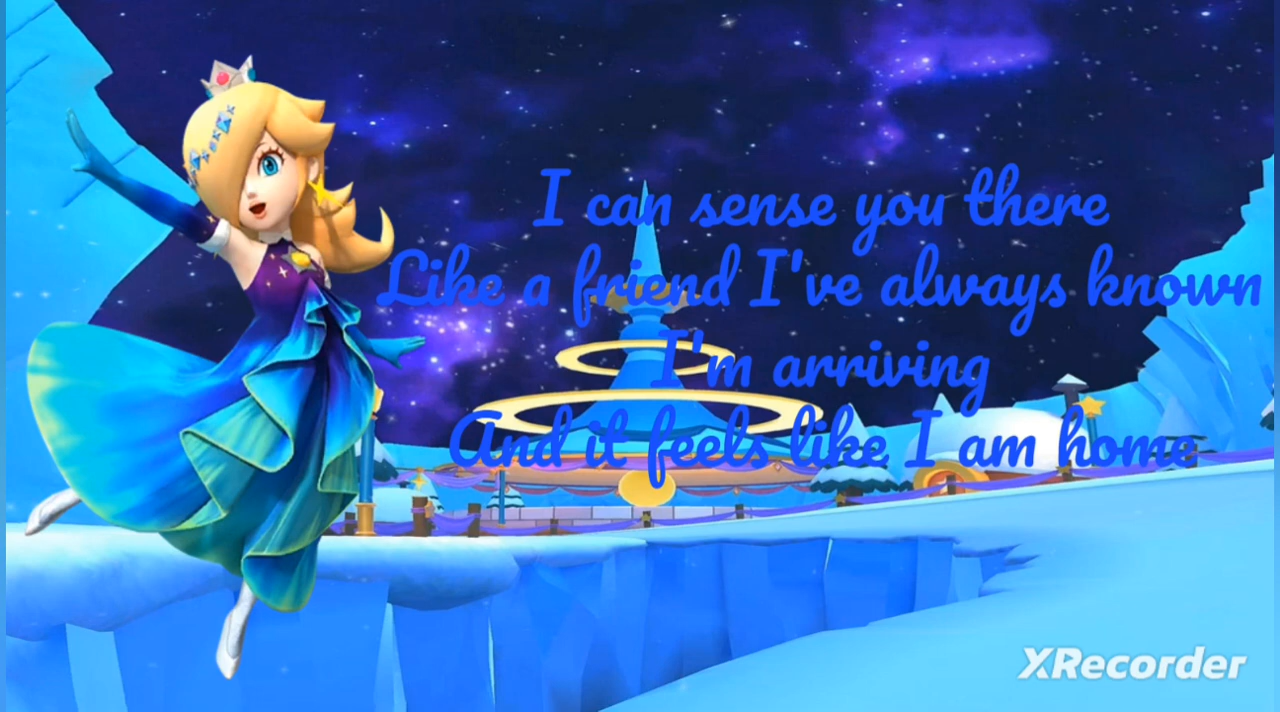 I can sense you there
Like a friend I've always known
I'm arriving
And it feels like I am home
XRecorder